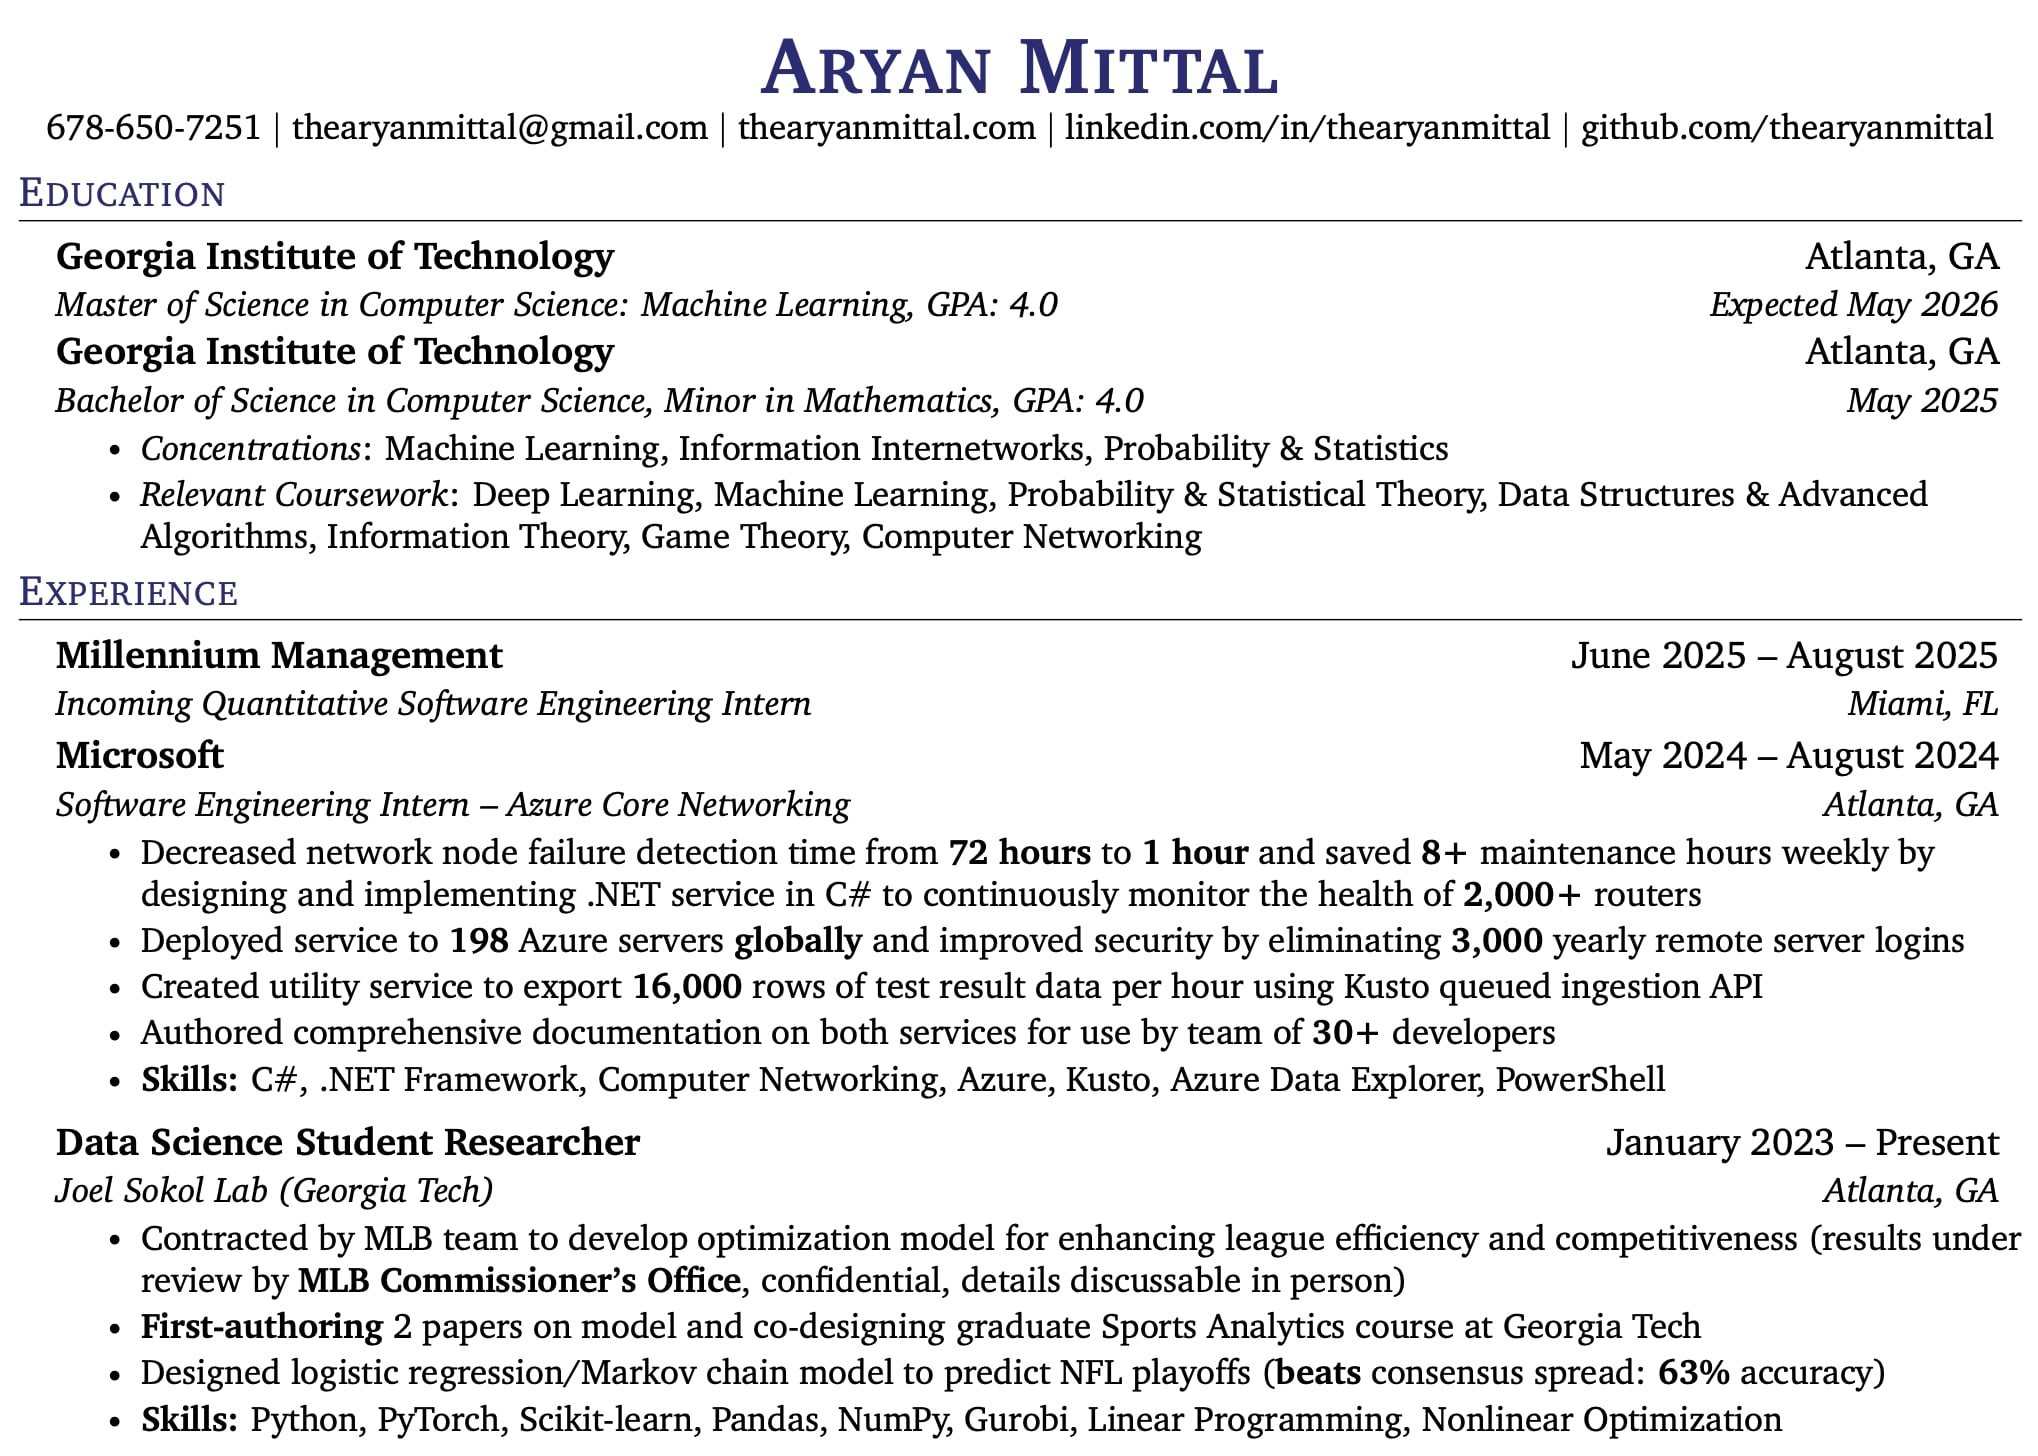 ARYAN MITTAL
678-650-7251 | thearyanmittal@gmail.com | thearyanmittal.com | linkedin.com/in/thearyanmittal | github.com/thearyanmittal
EDUCATION
Georgia Institute of Technology Atlanta, GA
Master of Science in Computer Science: Machine Learning, GPA: 4.0 Expected May 2026
Georgia Institute of Technology Atlanta, GA
Bachelor of Science in Computer Science, Minor in Mathematics, GPA: 4.0 May 2025
• Concentrations: Machine Learning, Information Internetworks, Probability & Statistics
• Relevant Coursework: Deep Learning, Machine Learning, Probability & Statistical Theory, Data Structures & Advanced
Algorithms, Information Theory, Game Theory, Computer Networking
EXPERIENCE
Millennium Management June 2025 – August 2025
Incoming Quantitative Software Engineering Intern Miami, FL
Microsoft May 2024 – August 2024
Software Engineering Intern – Azure Core Networking Atlanta, GA
• Decreased network node failure detection time from 72 hours to 1 hour and saved 8+ maintenance hours weekly by
designing and implementing .NET service in C# to continuously monitor the health of 2,000+ routers
• Deployed service to 198 Azure servers globally and improved security by eliminating 3,000 yearly remote server logins
• Created utility service to export 16,000 rows of test result data per hour using Kusto queued ingestion API
• Authored comprehensive documentation on both services for use by team of 30+ developers
• Skills: C#, .NET Framework, Computer Networking, Azure, Kusto, Azure Data Explorer, PowerShell
Data Science Student Researcher January 2023 – Present
Joel Sokol Lab (Georgia Tech) Atlanta, GA
• Contracted by MLB team to develop optimization model for enhancing league efficiency and competitiveness (results under
review by MLB Commissioner’s Office, confidential, details discussable in person)
• First-authoring 2 papers on model and co-designing graduate Sports Analytics course at Georgia Tech
• Designed logistic regression/Markov chain model to predict NFL playoffs (beats consensus spread: 63% accuracy)
• Skills: Python, PyTorch, Scikit-learn, Pandas, NumPy, Gurobi, Linear Programming, Nonlinear Optimization